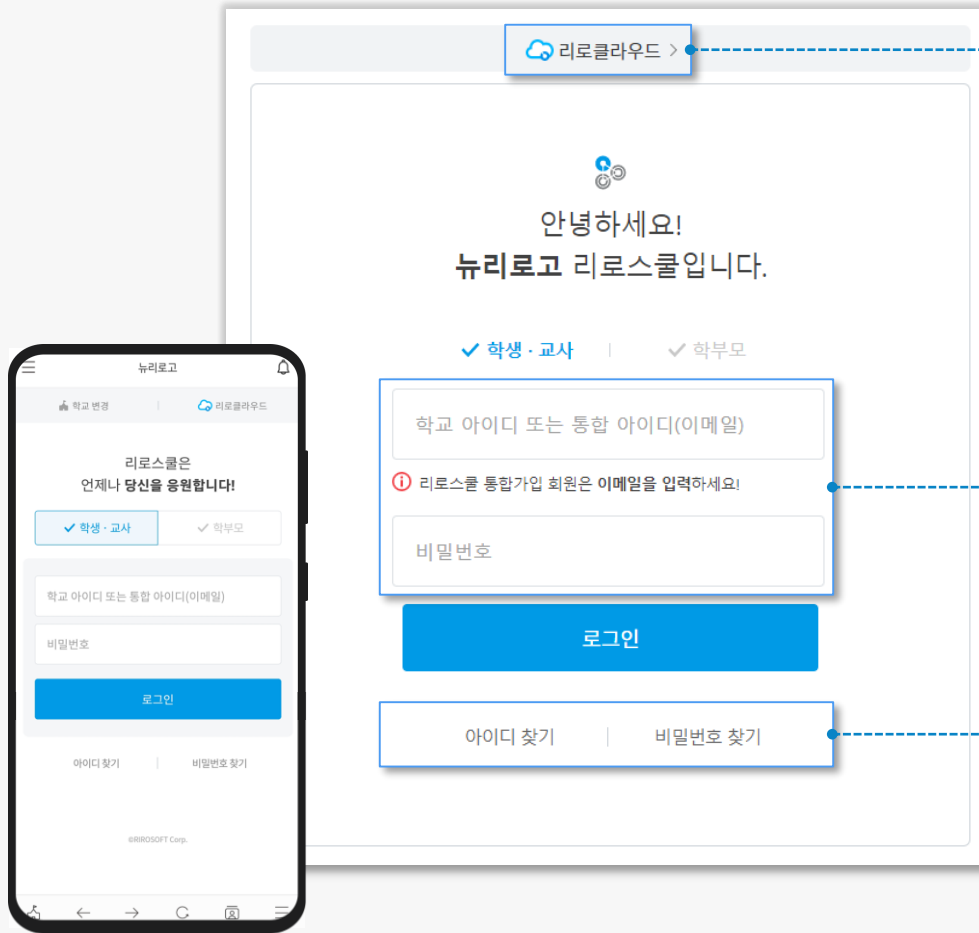 리로클라우드 >
안녕하세요!
뉴리로고 리로스쿨입니다.
학생 · 교사
학부모
학교 아이디 또는 통합 아이디(이메일)
리로스쿨 통합가입 회원은 이메일을 입력하세요!
비밀번호
로그인
아이디 찾기
비밀번호 찾기
뉴리로고
학교 변경
리로클라우드
리로스쿨은
언제나 당신을 응원합니다!
학생 · 교사
학부모
학교 아이디 또는 통합 아이디(이메일)
비밀번호
로그인
아이디 찾기
비밀번호 찾기
©RIROSOFT Corp.